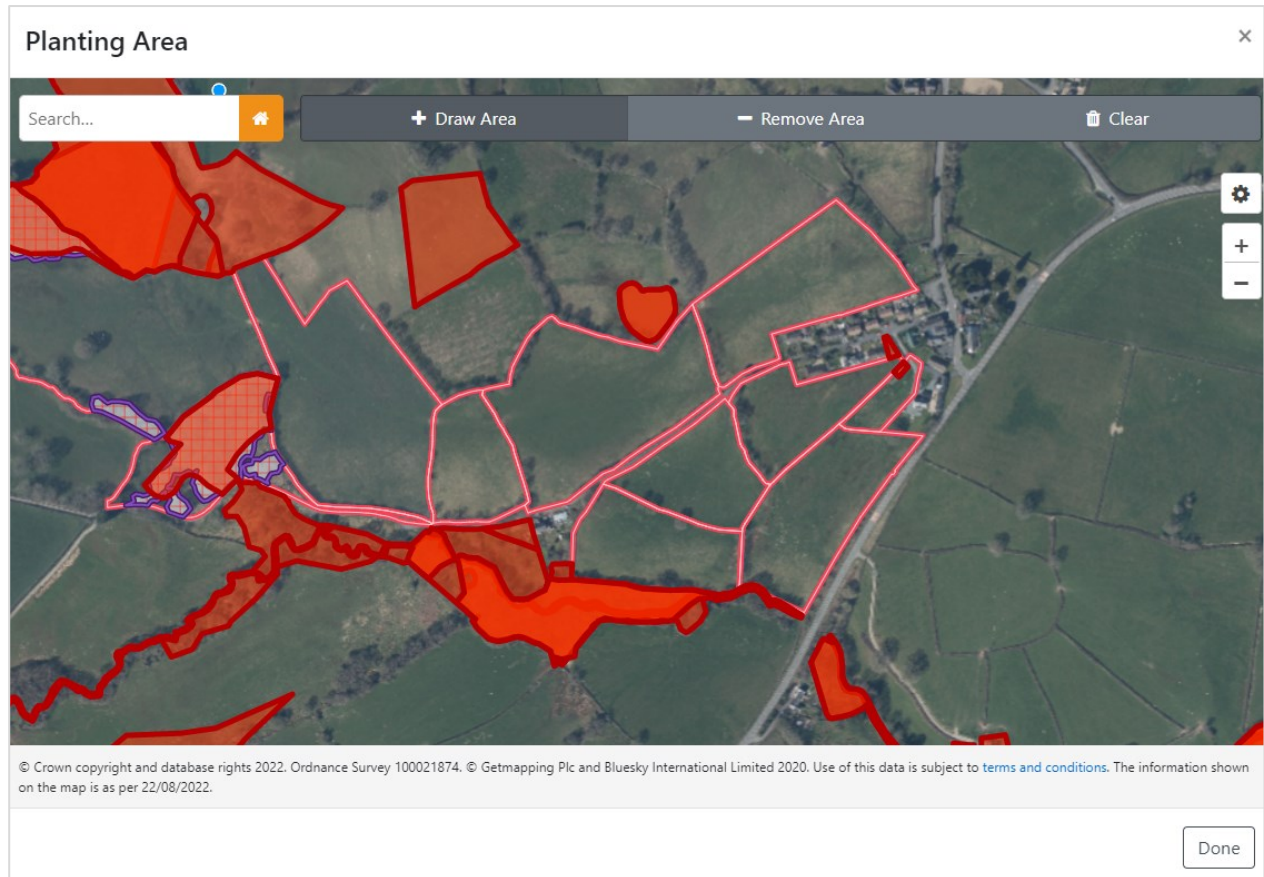 Planting Area
×
Search...
Draw Area
Remove Area
Clear
© Crown copyright and database rights 2022. Ordnance Survey 100021874. © Getmapping Plc and Bluesky International Limited 2020. Use of this data is subject to terms and conditions. The information shown
on the map is as per 22/08/2022.
Done